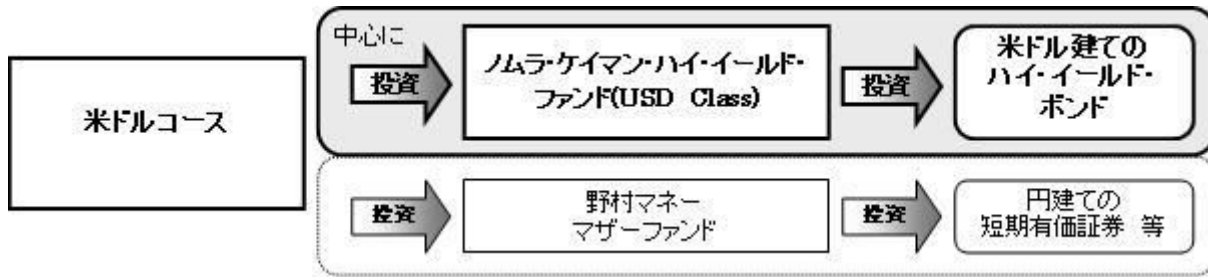 米ドルコース
中心に
投資
ノムラ・ケイマン・ハイ・イールド・
ファンド(USD Class)
投資
米ドル建ての
ハイ・イールド・
ボンド
投資
野村マネー
マザーファンド
投資
円建ての
短期有価証券 等